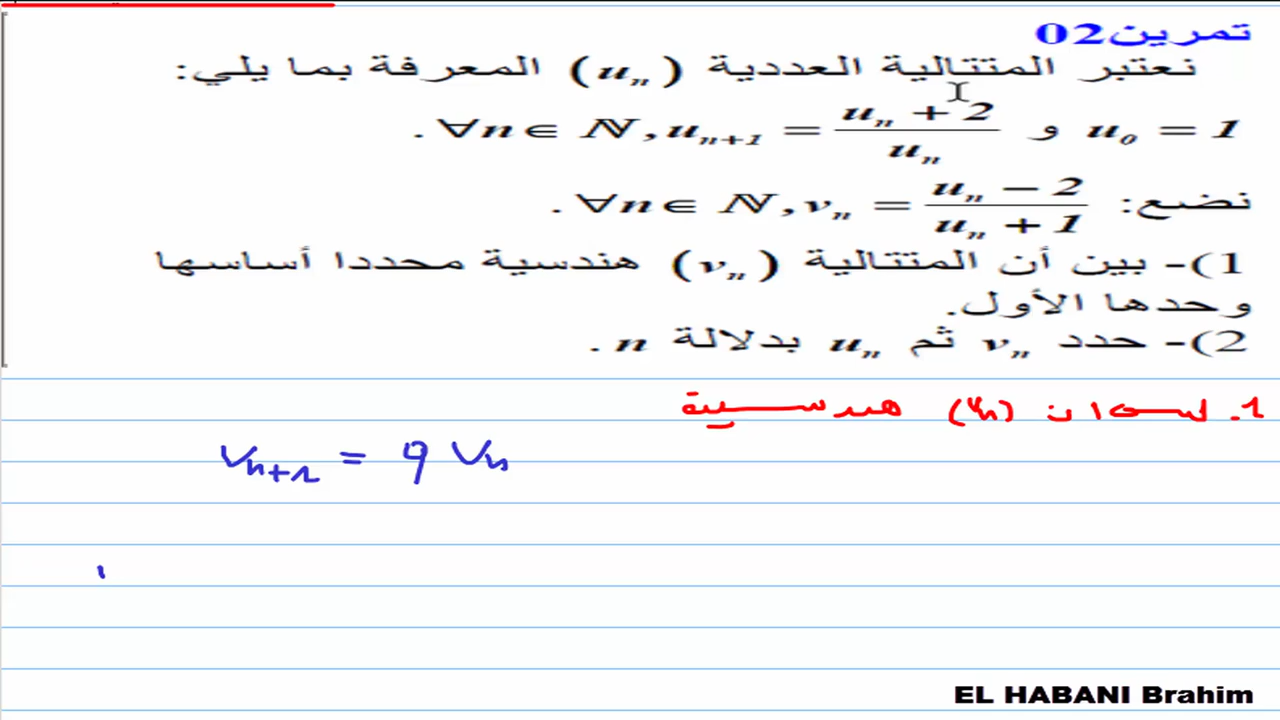 تمرين02
نعتبر المتتالية العددية (uₙ) المعرفة بما يلي:
u₀ = 1 و ∀n ∈ ℕ, uₙ₊₁ = (uₙ + 2)/uₙ .
نضع: ∀n ∈ ℕ, vₙ = (uₙ − 2)/(uₙ + 1) .
1)- بين أن المتتالية (vₙ) هندسية محددا أساسها
وحدها الأول.
2)- حدد vₙ ثم uₙ بدلالة n .
1. ان (Vₙ) هندسية
Vₙ₊₁ = q Vₙ
EL HABANI Brahim